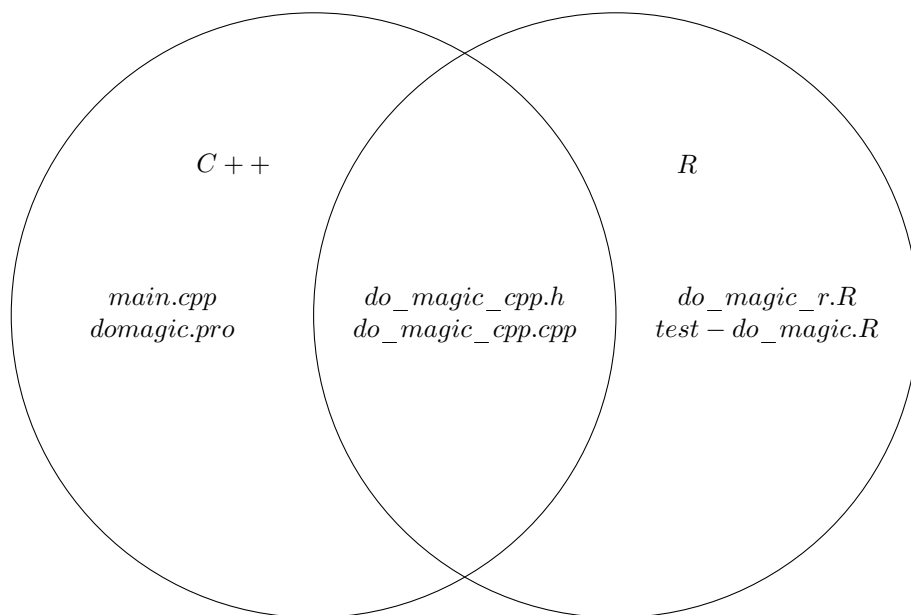 C + +
R
main.cpp
domagic.pro
do_magic_cpp.h
do_magic_cpp.cpp
do_magic_r.R
test − do_magic.R